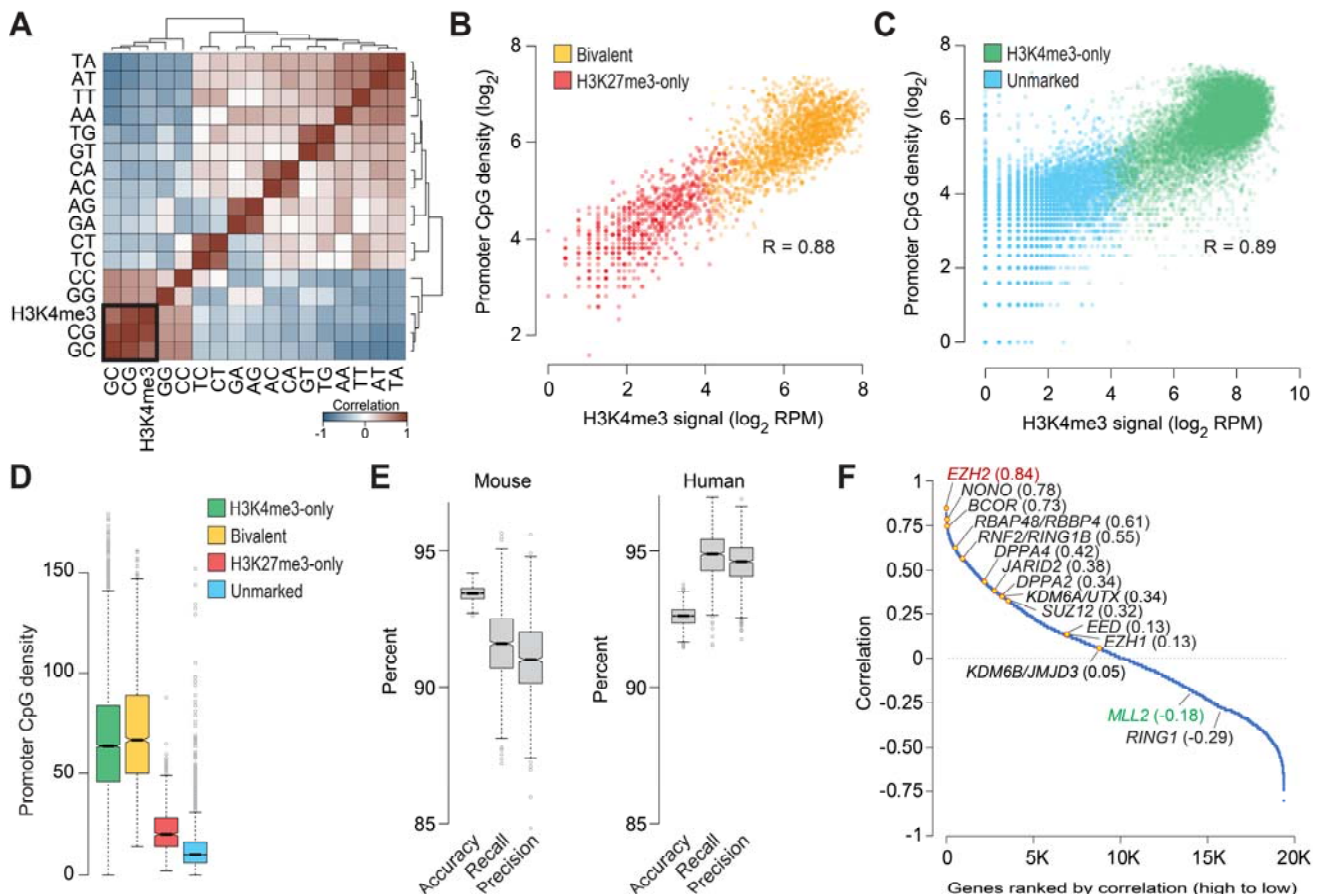 A
TA
AT
TT
AA
TG
GT
CA
AC
AG
GA
CT
TC
CC
GG
H3K4me3
CG
GC
GC
CG
H3K4me3
GG
CC
TC
CT
GA
AG
AC
CA
GT
TG
AA
TT
AT
TA
Correlation
-1 0 1
B
Bivalent
H3K27me3-only
Promoter CpG density (log2)
8
6
4
2
R = 0.88
0 2 4 6 8
H3K4me3 signal (log2 RPM)
C
H3K4me3-only
Unmarked
Promoter CpG density (log2)
8
6
4
2
0
R = 0.89
0 2 4 6 8 10
H3K4me3 signal (log2 RPM)
D
H3K4me3-only
Bivalent
H3K27me3-only
Unmarked
Promoter CpG density
150
100
50
0
E
Mouse
Percent
95
90
85
Accuracy
Recall
Precision
Human
Percent
95
90
85
Accuracy
Recall
Precision
F
Correlation
1
0.75
0.50
0.25
0
-0.25
-0.50
-0.75
-1
EZH2 (0.84)
NONO (0.78)
BCOR (0.73)
RBAP48/RBBP4 (0.61)
RNF2/RING1B (0.55)
DPPA4 (0.42)
JARID2 (0.38)
DPPA2 (0.34)
KDM6A/UTX (0.34)
SUZ12 (0.32)
EED (0.13)
EZH1 (0.13)
KDM6B/JMJD3 (0.05)
MLL2 (-0.18)
RING1 (-0.29)
0 5K 10K 15K 20K
Genes ranked by correlation (high to low)